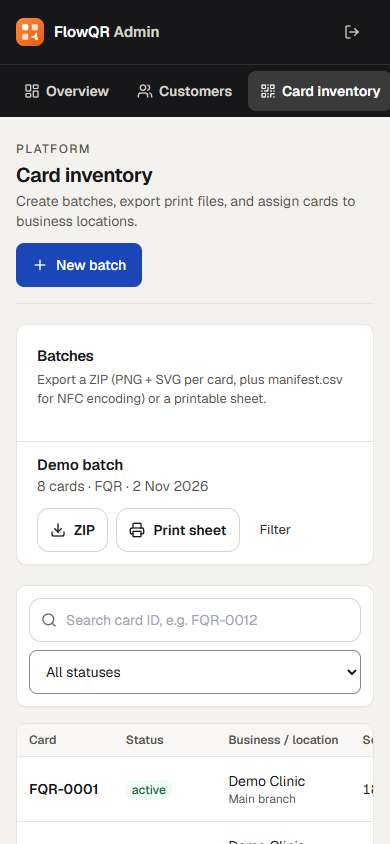 FlowQR Admin
Overview
Customers
Card inventory
PLATFORM
Card inventory
Create batches, export print files, and assign cards to
business locations.
New batch
Batches
Export a ZIP (PNG + SVG per card, plus manifest.csv
for NFC encoding) or a printable sheet.
Demo batch
8 cards · FQR · 2 Nov 2026
ZIP
Print sheet
Filter
Search card ID, e.g. FQR-0012
All statuses
Card Status Business / location
FQR-0001 active Demo Clinic
Main branch